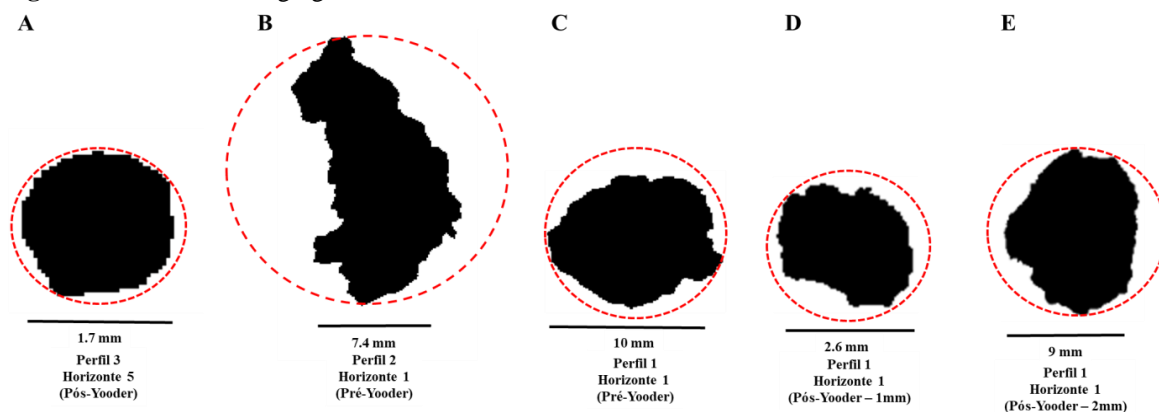 A
B
C
D
E
1.7 mm
Perfil 3
Horizonte 5
(Pós-Yooder)
7.4 mm
Perfil 2
Horizonte 1
(Pré-Yooder)
10 mm
Perfil 1
Horizonte 1
(Pré-Yooder)
2.6 mm
Perfil 1
Horizonte 1
(Pós-Yooder – 1mm)
9 mm
Perfil 1
Horizonte 1
(Pós-Yooder – 2mm)